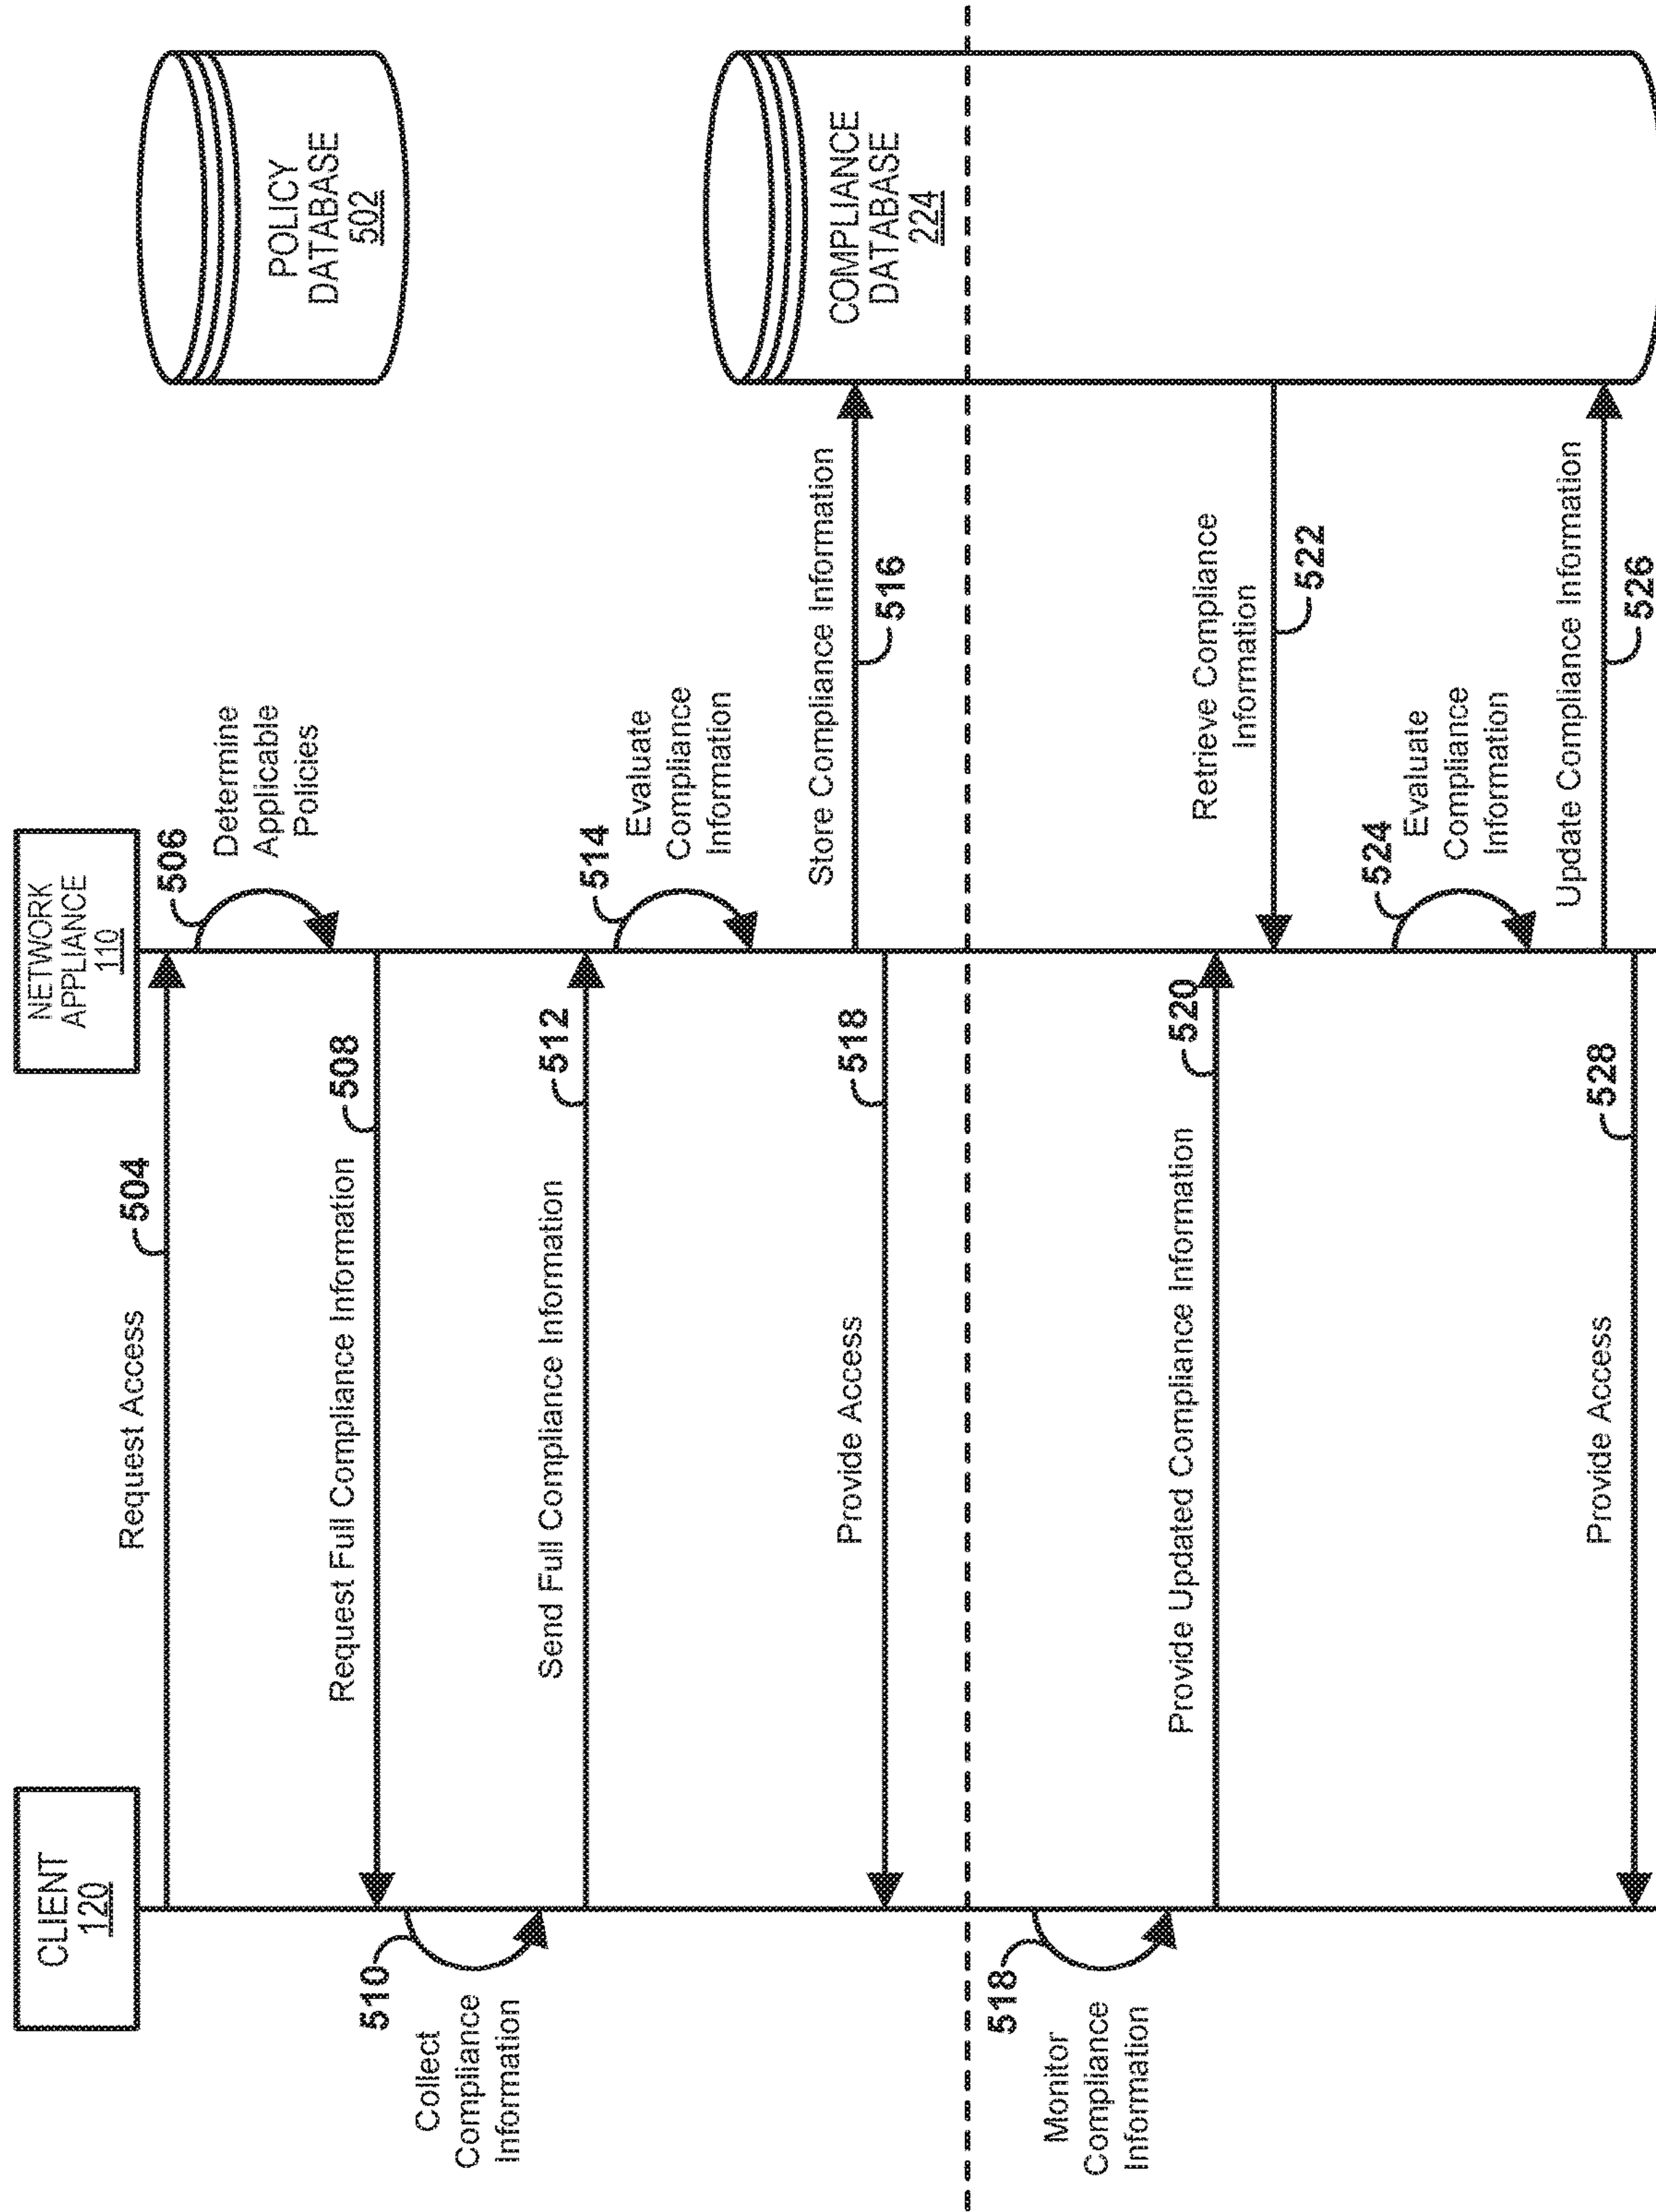 CLIENT
120
NETWORK
APPLIANCE
110
POLICY
DATABASE
502
504
Request Access
506
Determine
Applicable
Policies
508
Request Full Compliance Information
510
Collect
Compliance
Information
512
Send Full Compliance Information
514
Evaluate
Compliance
Information
COMPLIANCE
DATABASE
224
Store Compliance Information
516
518
Provide Access
518
Monitor
Compliance
Information
520
Provide Updated Compliance Information
Retrieve Compliance
Information
522
524
Evaluate
Compliance
Information
Update Compliance Information
526
528
Provide Access